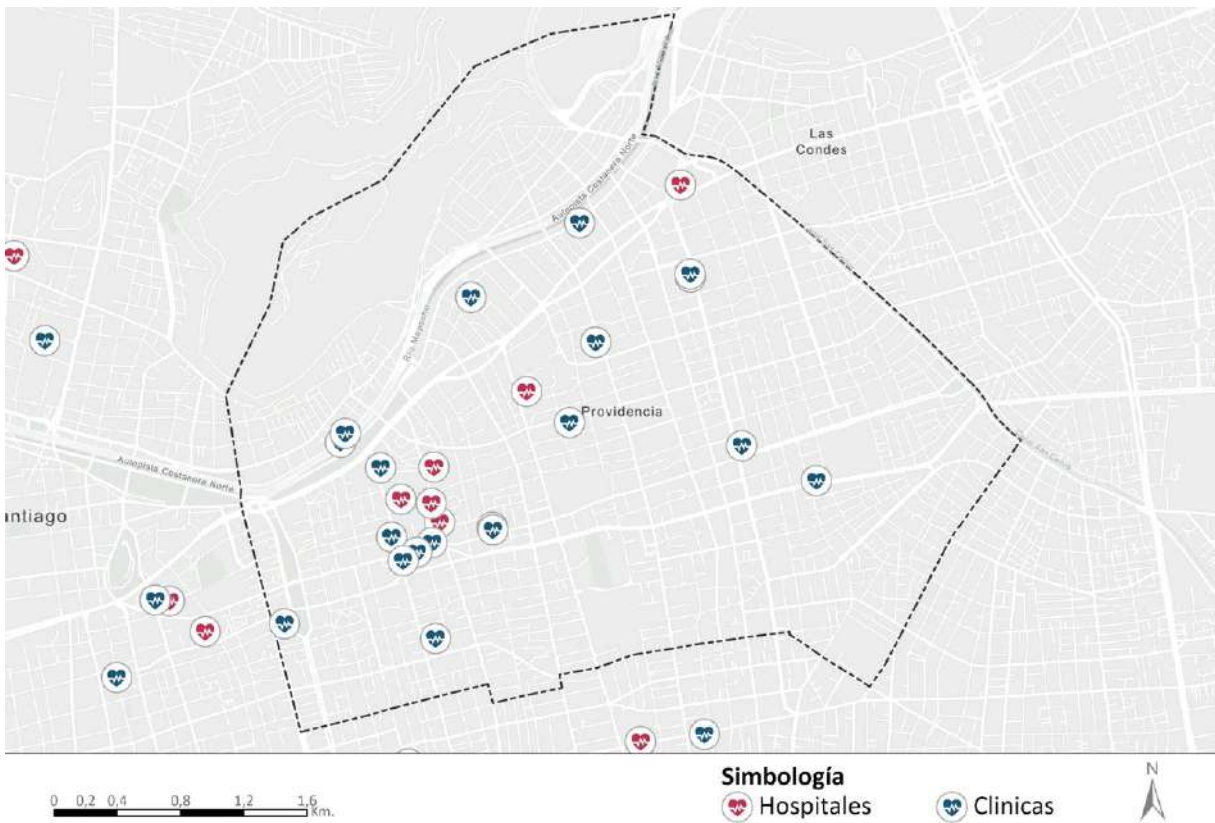 Las
Condes
Autopista Costanera Norte
Río Mapocho
Providencia
Autopista Costanera Norte
antiago
0 0,2 0,4 0,8 1,2 1,6
Km.
Simbología
Hospitales
Clinicas
N